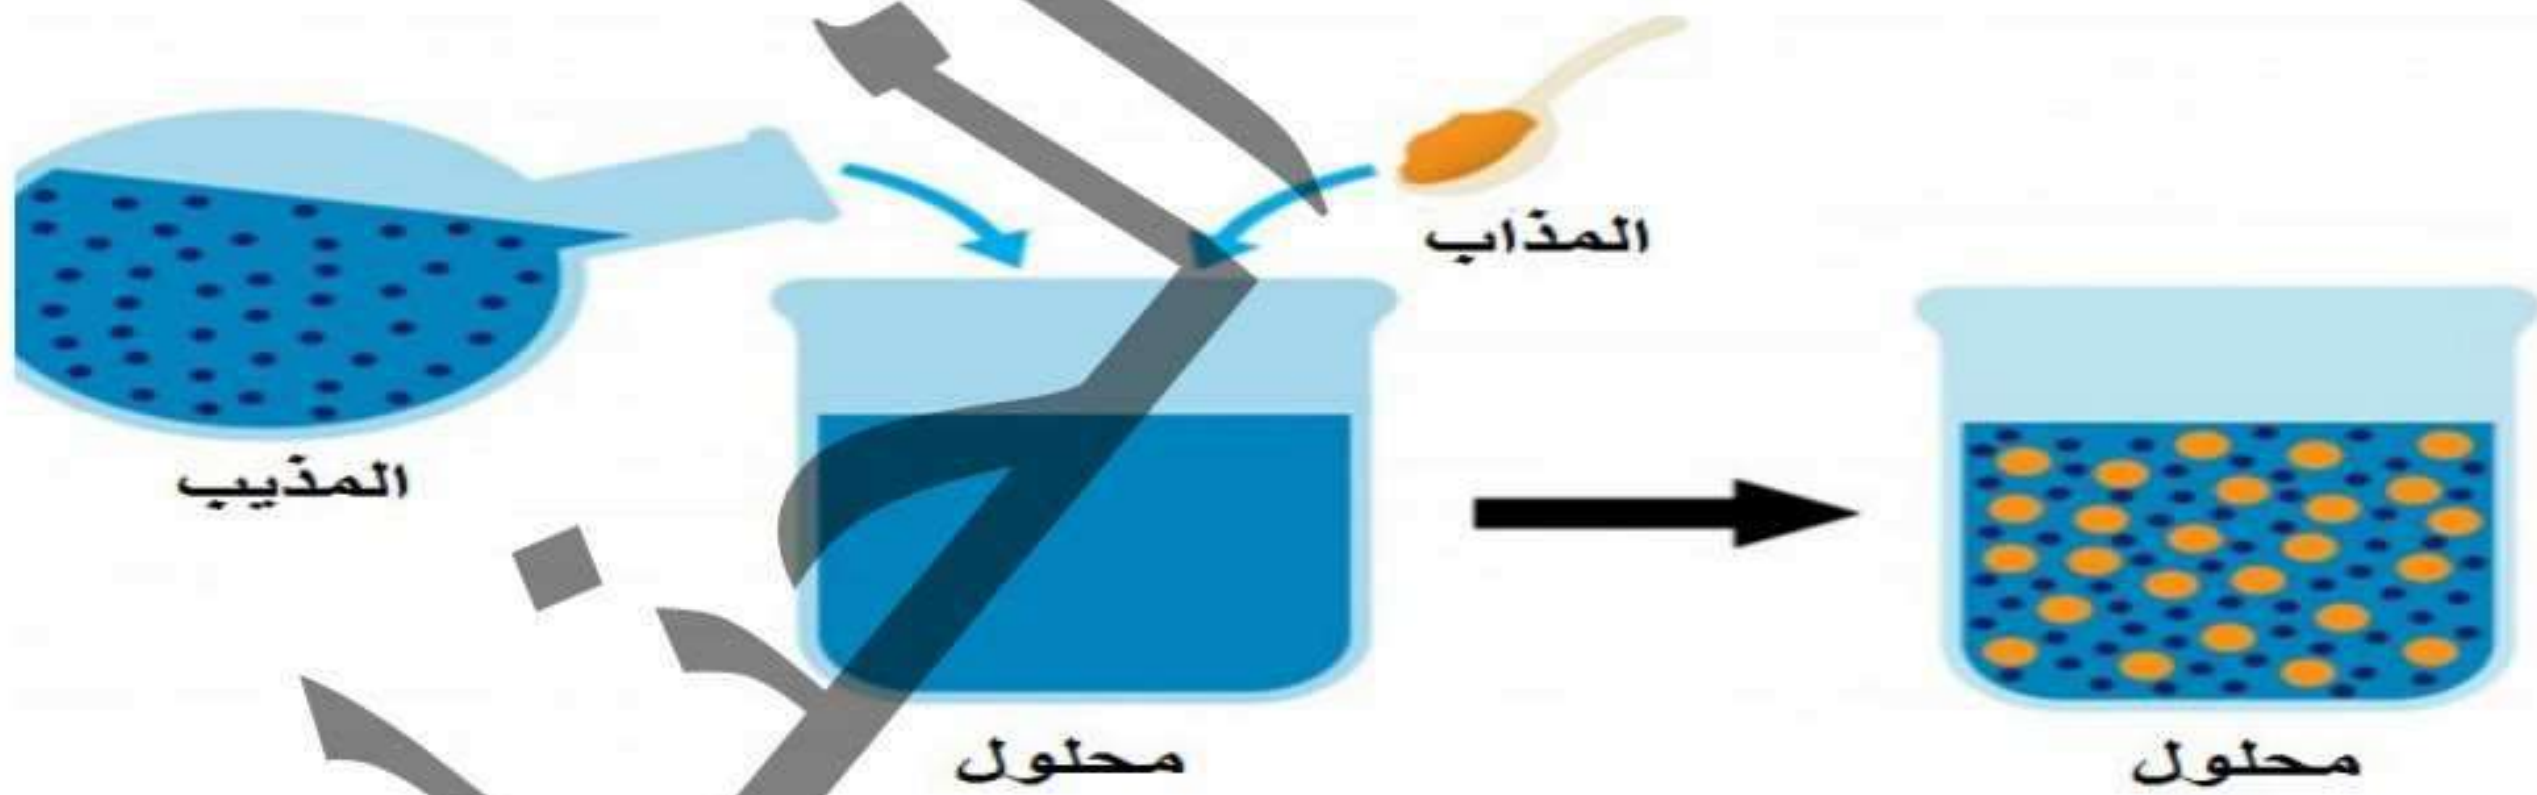 المذاب
المذيب
محلول
محلول